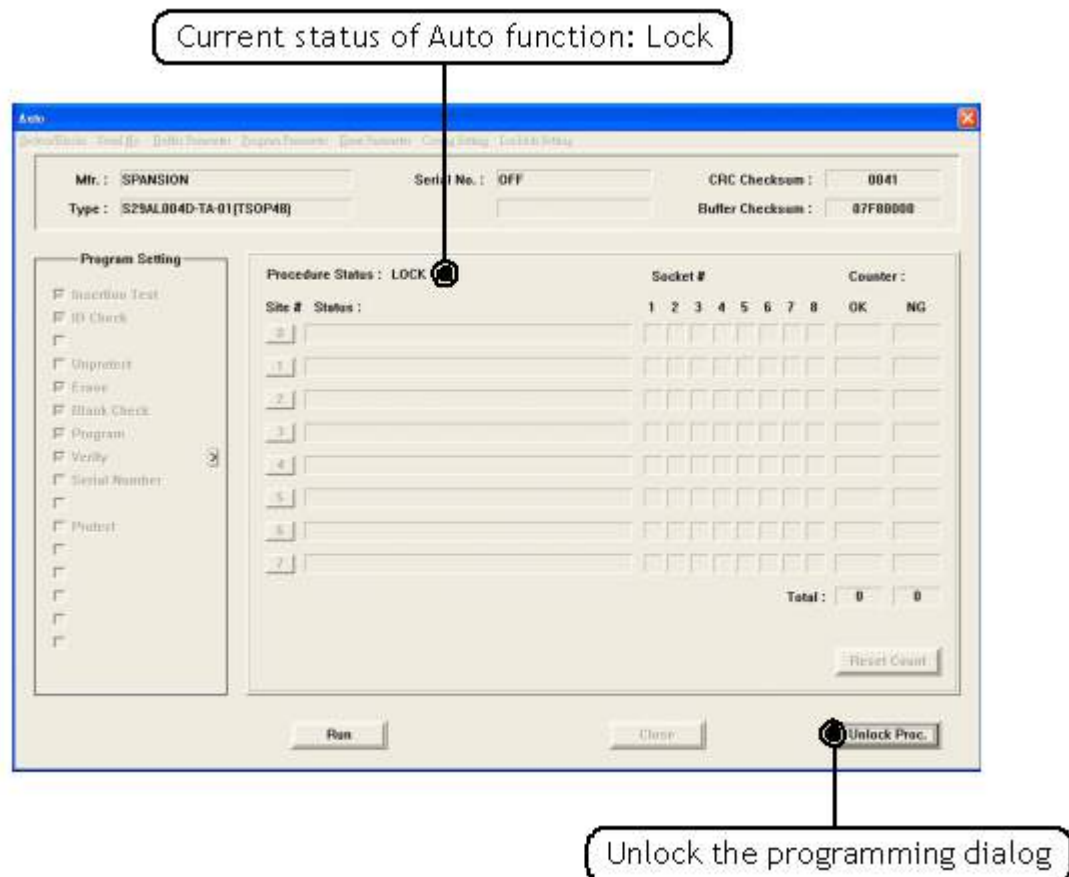 Current status of Auto function: Lock
Auto
Mfr. : SPANSION Serial No. : OFF CRC Checksum : 0041
Type : S29AL004D-TA-01(TSOP48) Buffer Checksum : 07F80000
Program Setting
Procedure Status : LOCK Socket # Counter :
Insertion Test
Site # Status : 1 2 3 4 5 6 7 8 OK NG
ID Check
0
Unprotect
1
Erase
2
Blank Check
Program
3
Verify
4
Serial Number
5
Protect
6
7
Total : 0 0
Reset Count
Run Close Unlock Proc.
Unlock the programming dialog